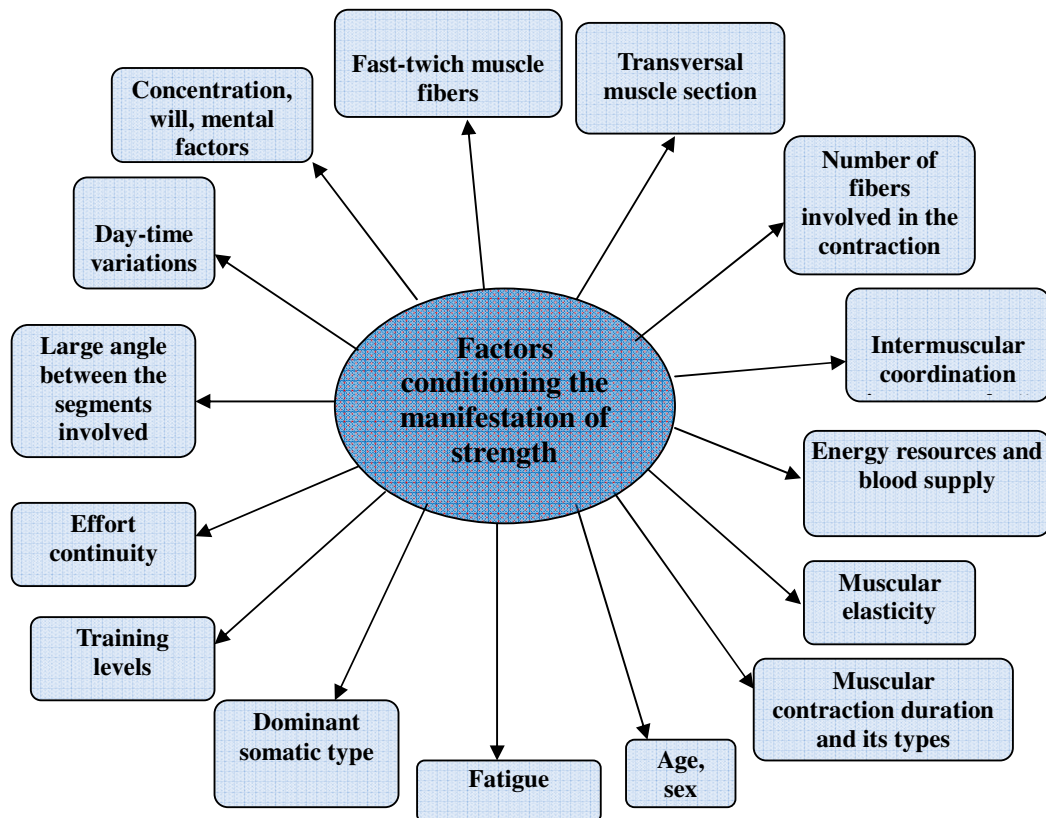 Factors
conditioning the
manifestation of
strength
Fast-twich muscle
fibers
Transversal
muscle section
Number of
fibers
involved in the
contraction
Intermuscular
coordination
Energy resources and
blood supply
Muscular
elasticity
Muscular
contraction duration
and its types
Age,
sex
Fatigue
Dominant
somatic type
Training
levels
Effort
continuity
Large angle
between the
segments
involved
Day-time
variations
Concentration,
will, mental
factors